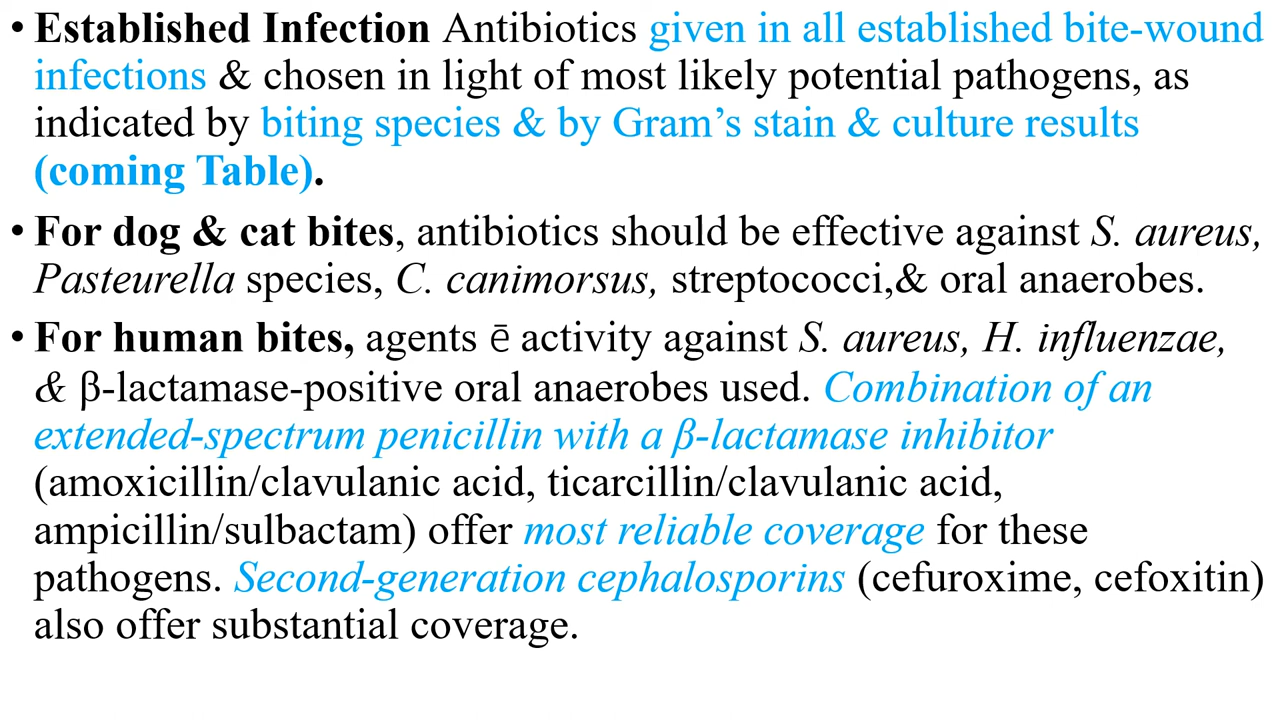 • Established Infection Antibiotics given in all established bite-wound
infections & chosen in light of most likely potential pathogens, as
indicated by biting species & by Gram’s stain & culture results
(coming Table).
• For dog & cat bites, antibiotics should be effective against S. aureus,
Pasteurella species, C. canimorsus, streptococci,& oral anaerobes.
• For human bites, agents ē activity against S. aureus, H. influenzae,
& β-lactamase-positive oral anaerobes used. Combination of an
extended-spectrum penicillin with a β-lactamase inhibitor
(amoxicillin/clavulanic acid, ticarcillin/clavulanic acid,
ampicillin/sulbactam) offer most reliable coverage for these
pathogens. Second-generation cephalosporins (cefuroxime, cefoxitin)
also offer substantial coverage.